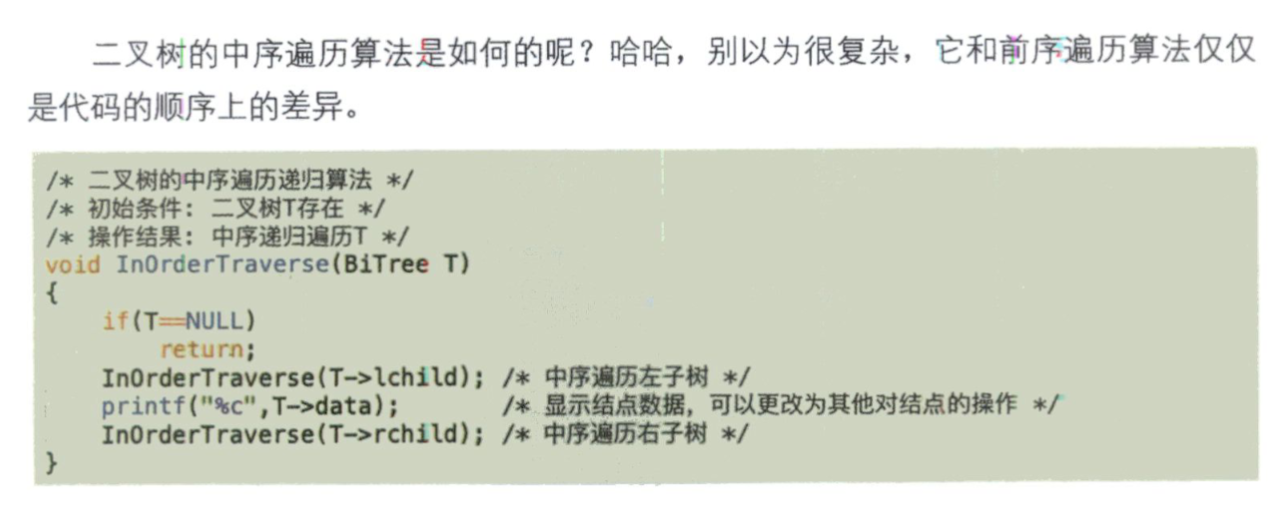 二叉树的中序遍历算法是如何的呢？哈哈，别以为很复杂，它和前序遍历算法仅仅
是代码的顺序上的差异。
/* 二叉树的中序遍历递归算法 */
/* 初始条件: 二叉树T存在 */
/* 操作结果: 中序递归遍历T */
void InOrderTraverse(BiTree T)
{
    if(T==NULL)
        return;
    InOrderTraverse(T->lchild); /* 中序遍历左子树 */
    printf("%c",T->data);       /* 显示结点数据，可以更改为其他对结点的操作 */
    InOrderTraverse(T->rchild); /* 中序遍历右子树 */
}